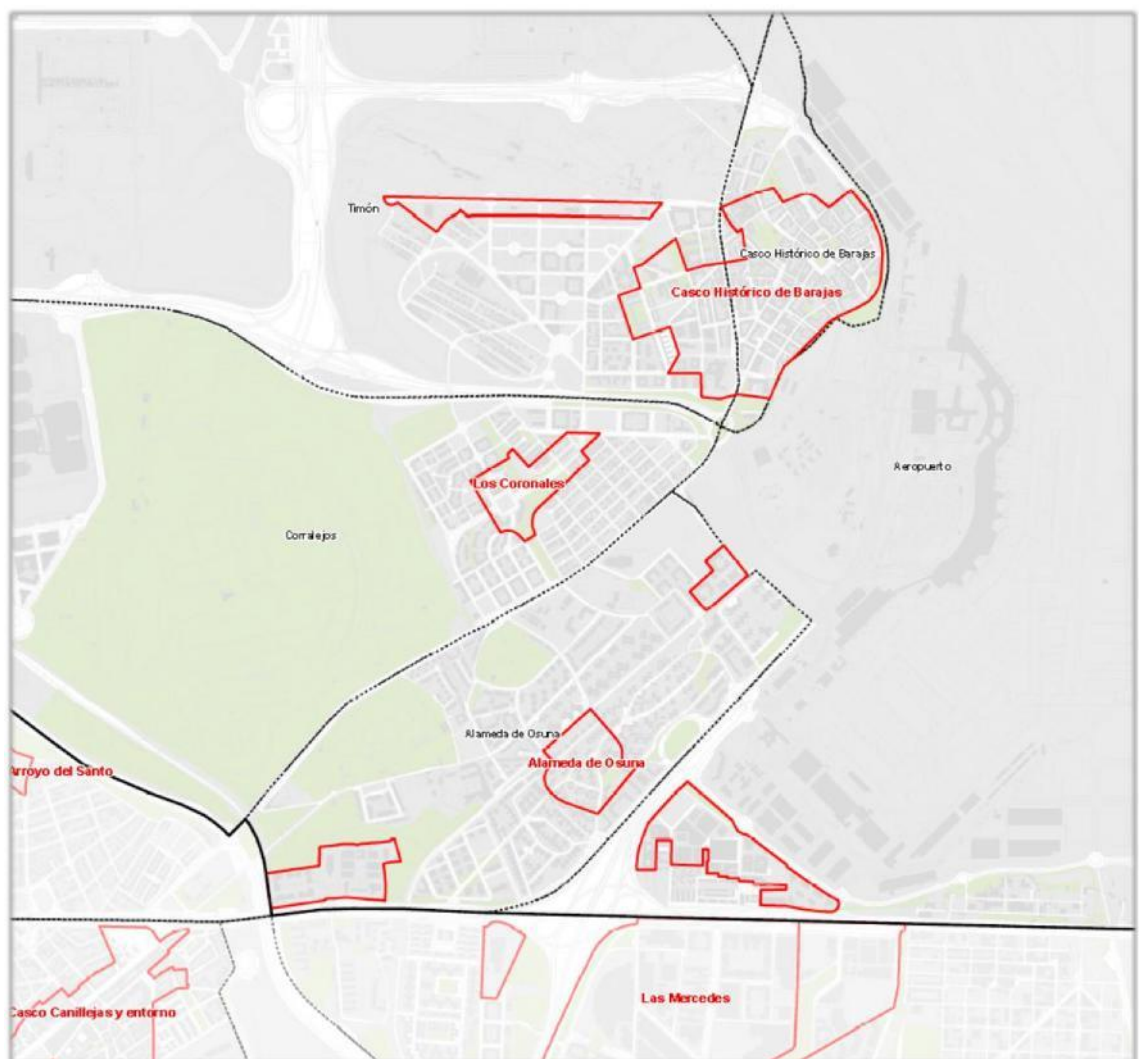 Timón
Casco Histórico de Barajas
Casco Histórico de Barajas
Aeropuerto
Los Coronales
Corralejos
Alameda de Osuna
Alameda de Osuna
Arroyo del Santo
Las Mercedes
Casco Canillejas y entorno